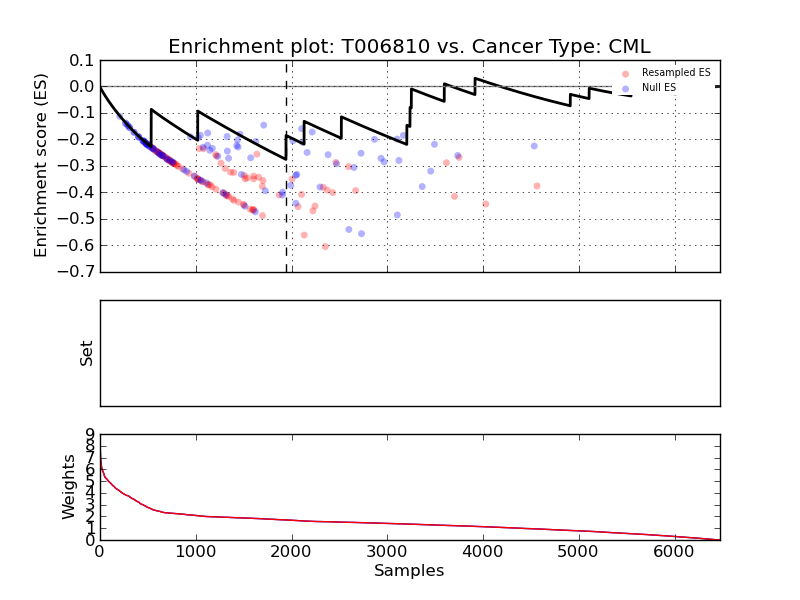 Enrichment plot: T006810 vs. Cancer Type: CML
0.1
0.0
−0.1
−0.2
−0.3
−0.4
−0.5
−0.6
−0.7
Enrichment score (ES)
Resampled ES
Null ES
Set
9
8
7
6
5
4
3
2
1
0
Weights
0 1000 2000 3000 4000 5000 6000
Samples